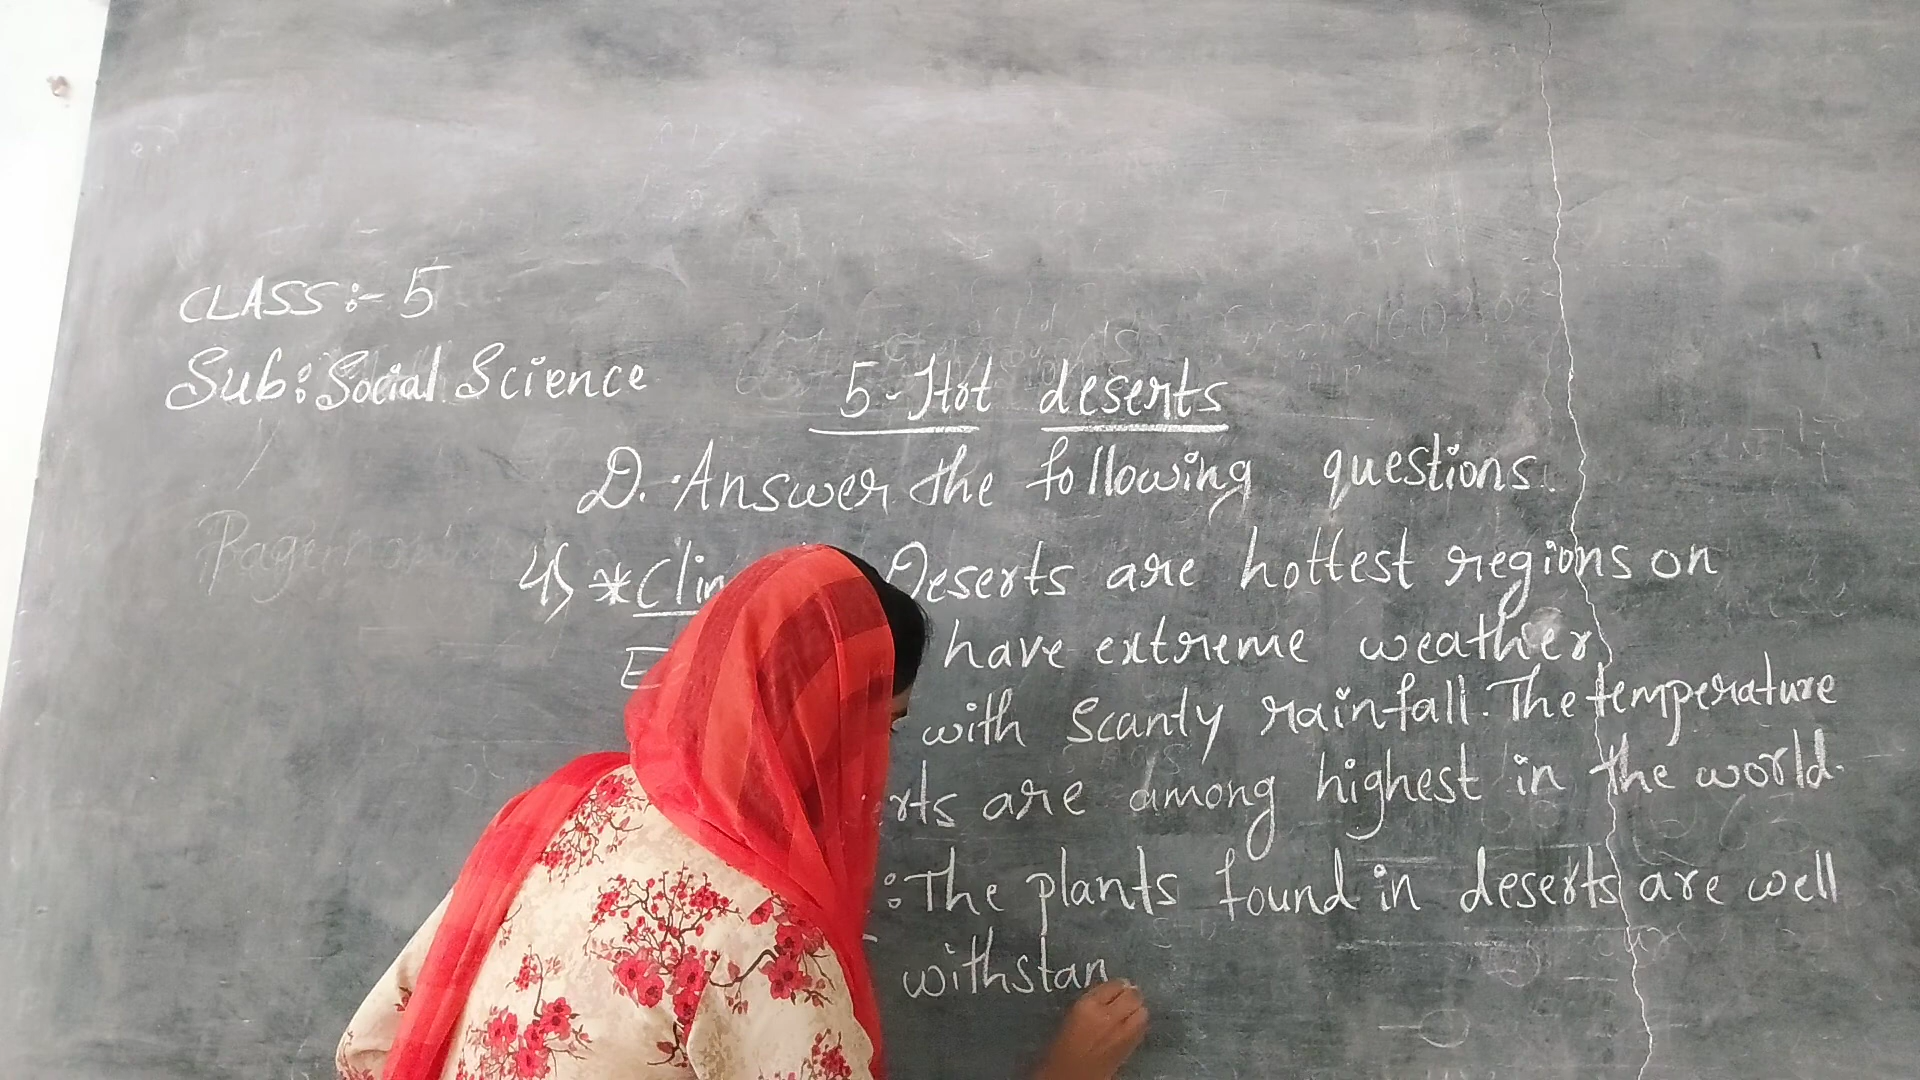 CLASS:- 5
Sub: Social Science
5-Hot deserts
D. Answer the following questions.
4) * Deserts are hottest regions on
have extreme weather
with Scanty rainfall. The temperature
are among highest in the world.
: The plants found in deserts are well
withstan